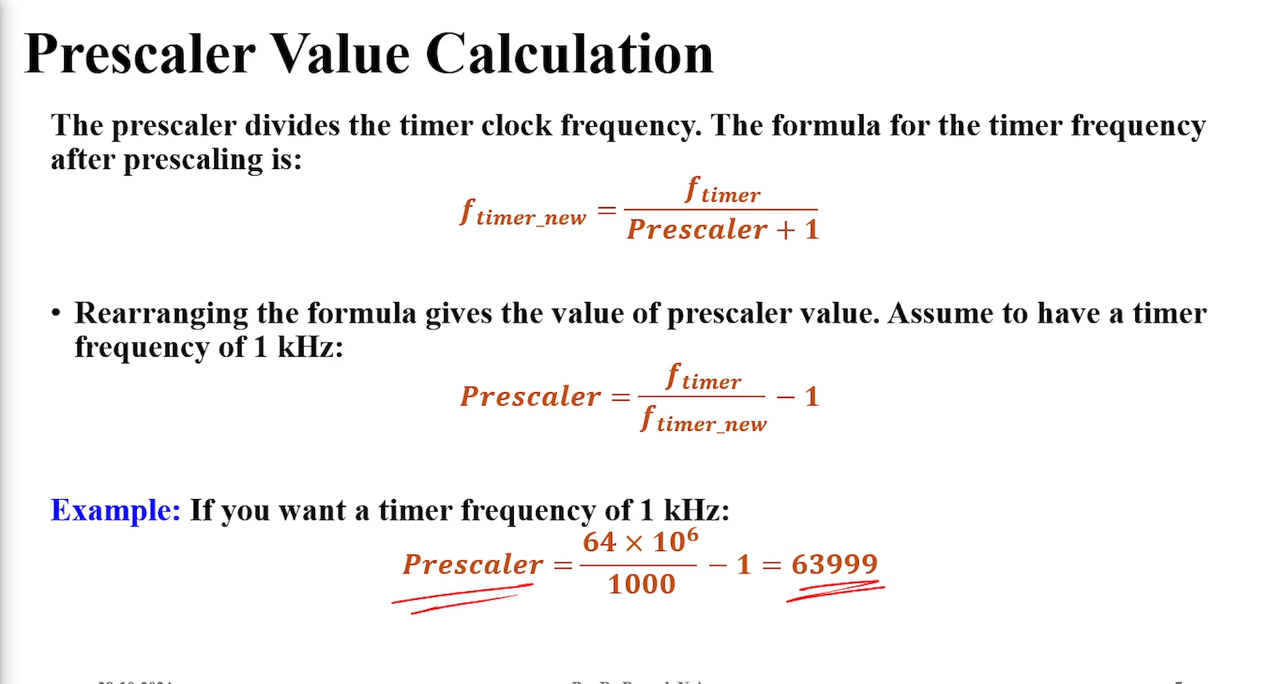 Prescaler Value Calculation
The prescaler divides the timer clock frequency. The formula for the timer frequency
after prescaling is:
f timer_new = f timer / Prescaler + 1
• Rearranging the formula gives the value of prescaler value. Assume to have a timer
frequency of 1 kHz:
Prescaler = f timer / f timer_new − 1
Example: If you want a timer frequency of 1 kHz:
Prescaler = 64 × 10⁶ / 1000 − 1 = 63999